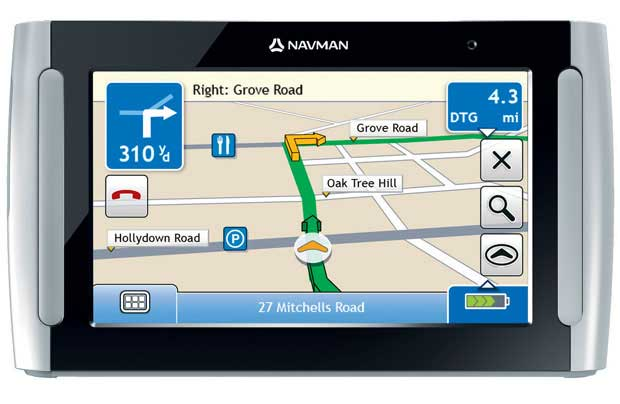 NAVMAN
Right: Grove Road
4.3
DTG mi
310 yd
Grove Road
Oak Tree Hill
Hollydown Road
P
27 Mitchells Road